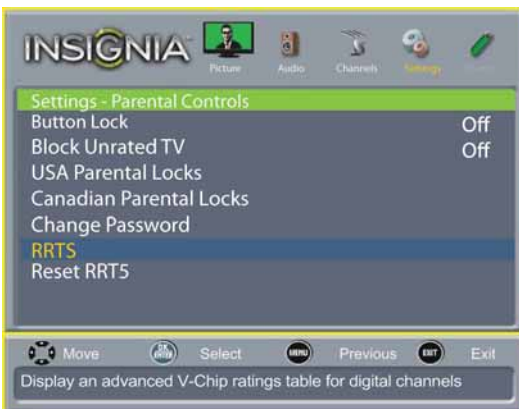 INSIGNIA
Picture Audio Channels Settings
Settings - Parental Controls
Button Lock Off
Block Unrated TV Off
USA Parental Locks
Canadian Parental Locks
Change Password
RRTS
Reset RRT5
Move OK ENTER Select MENU Previous EXIT Exit
Display an advanced V-Chip ratings table for digital channels